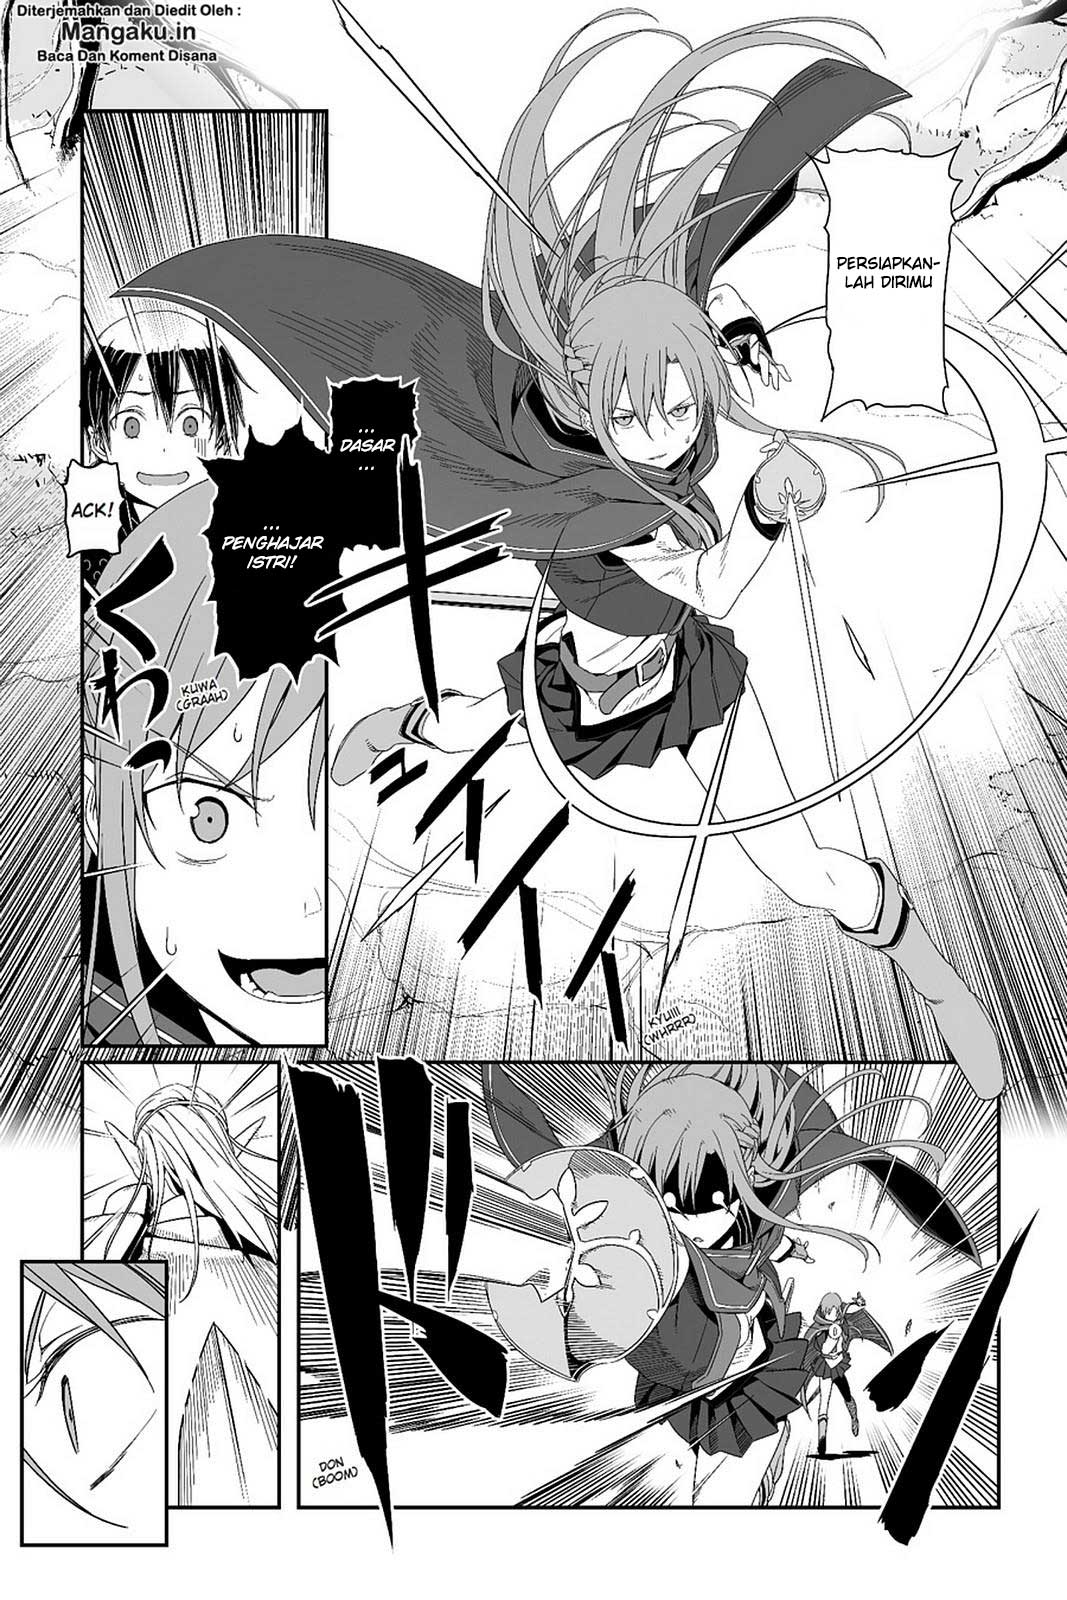 Diterjemahkan dan Diedit Oleh :
Mangaku.in
Baca Dan Koment Disana
PERSIAPKAN-
LAH DIRIMU
...
DASAR
...
...
PENGHAJAR
ISTRI!
ACK!
くわっ
KUWA
(GRAAH)
キュイイイ
KYUIII
(WHRRR)
ドン!
DON
(BOOM)